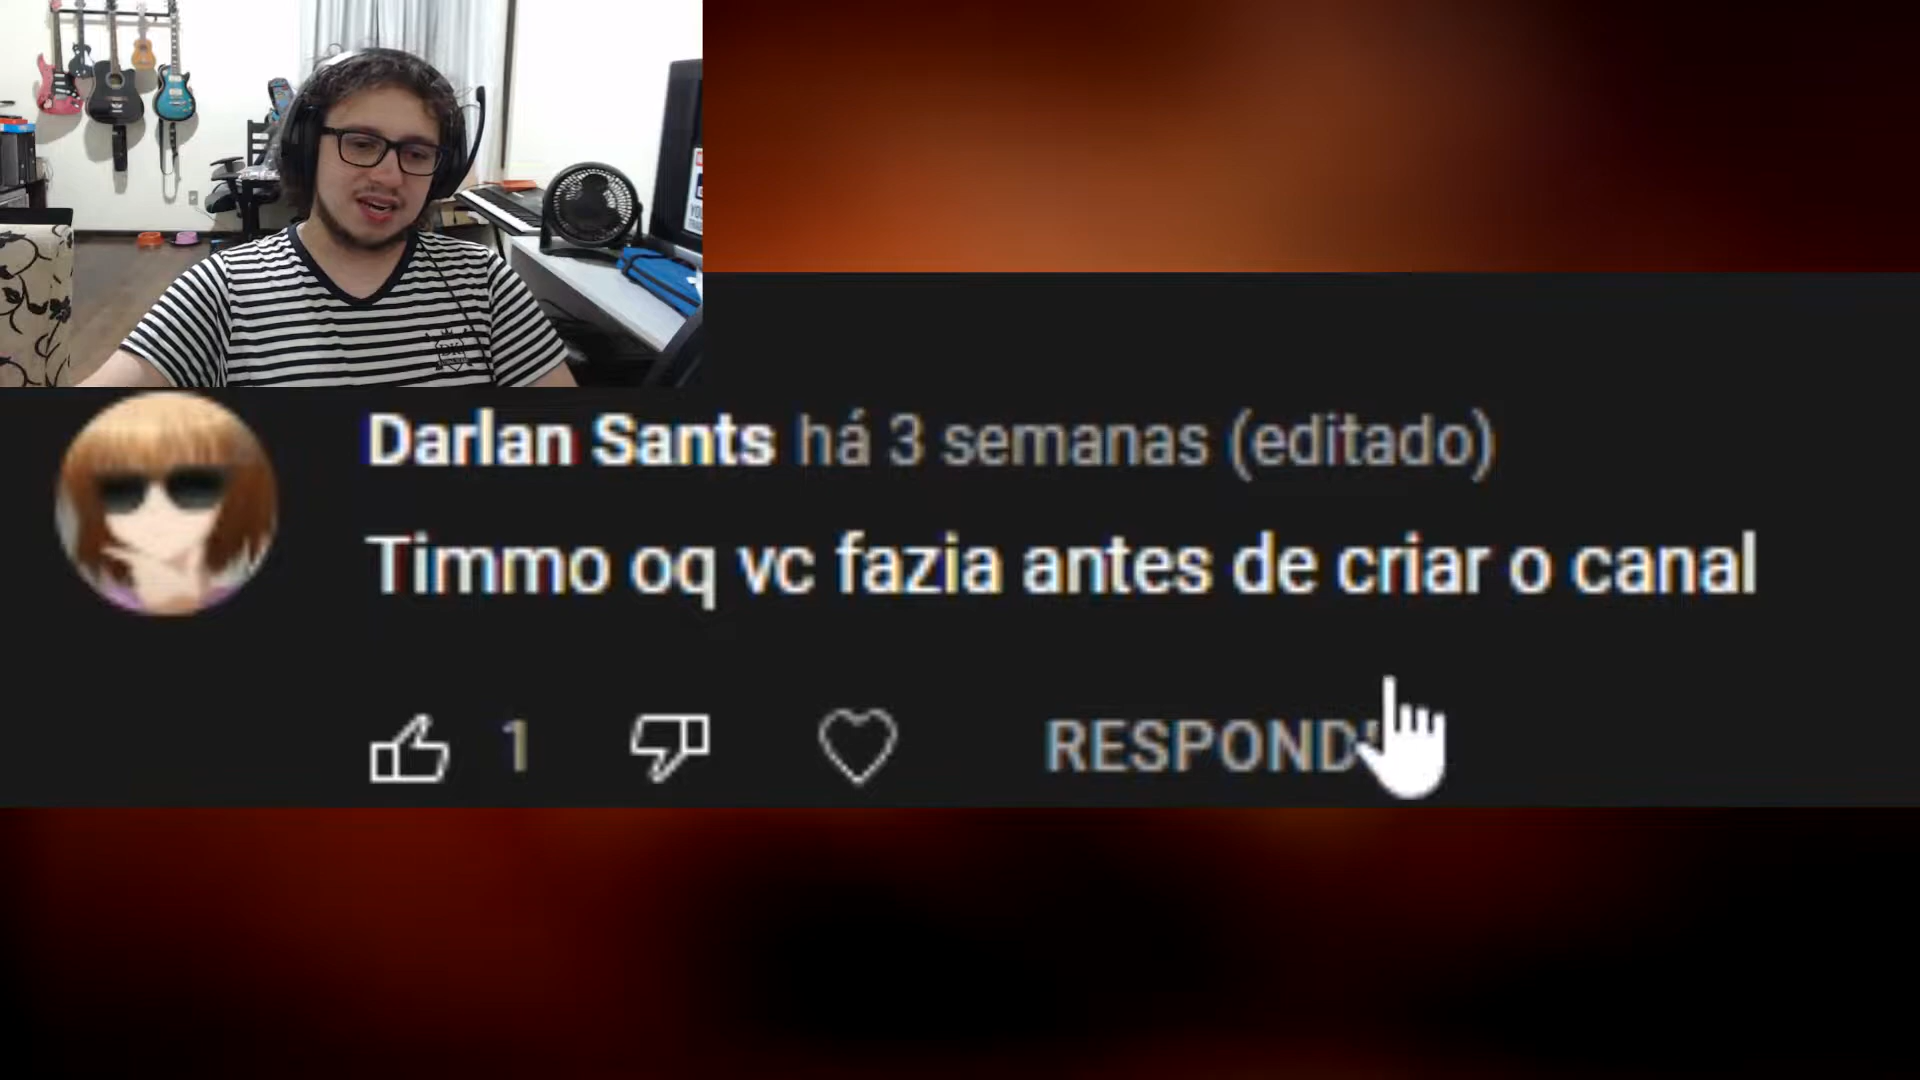 Darlan Sants há 3 semanas (editado)
Timmo oq vc fazia antes de criar o canal
1